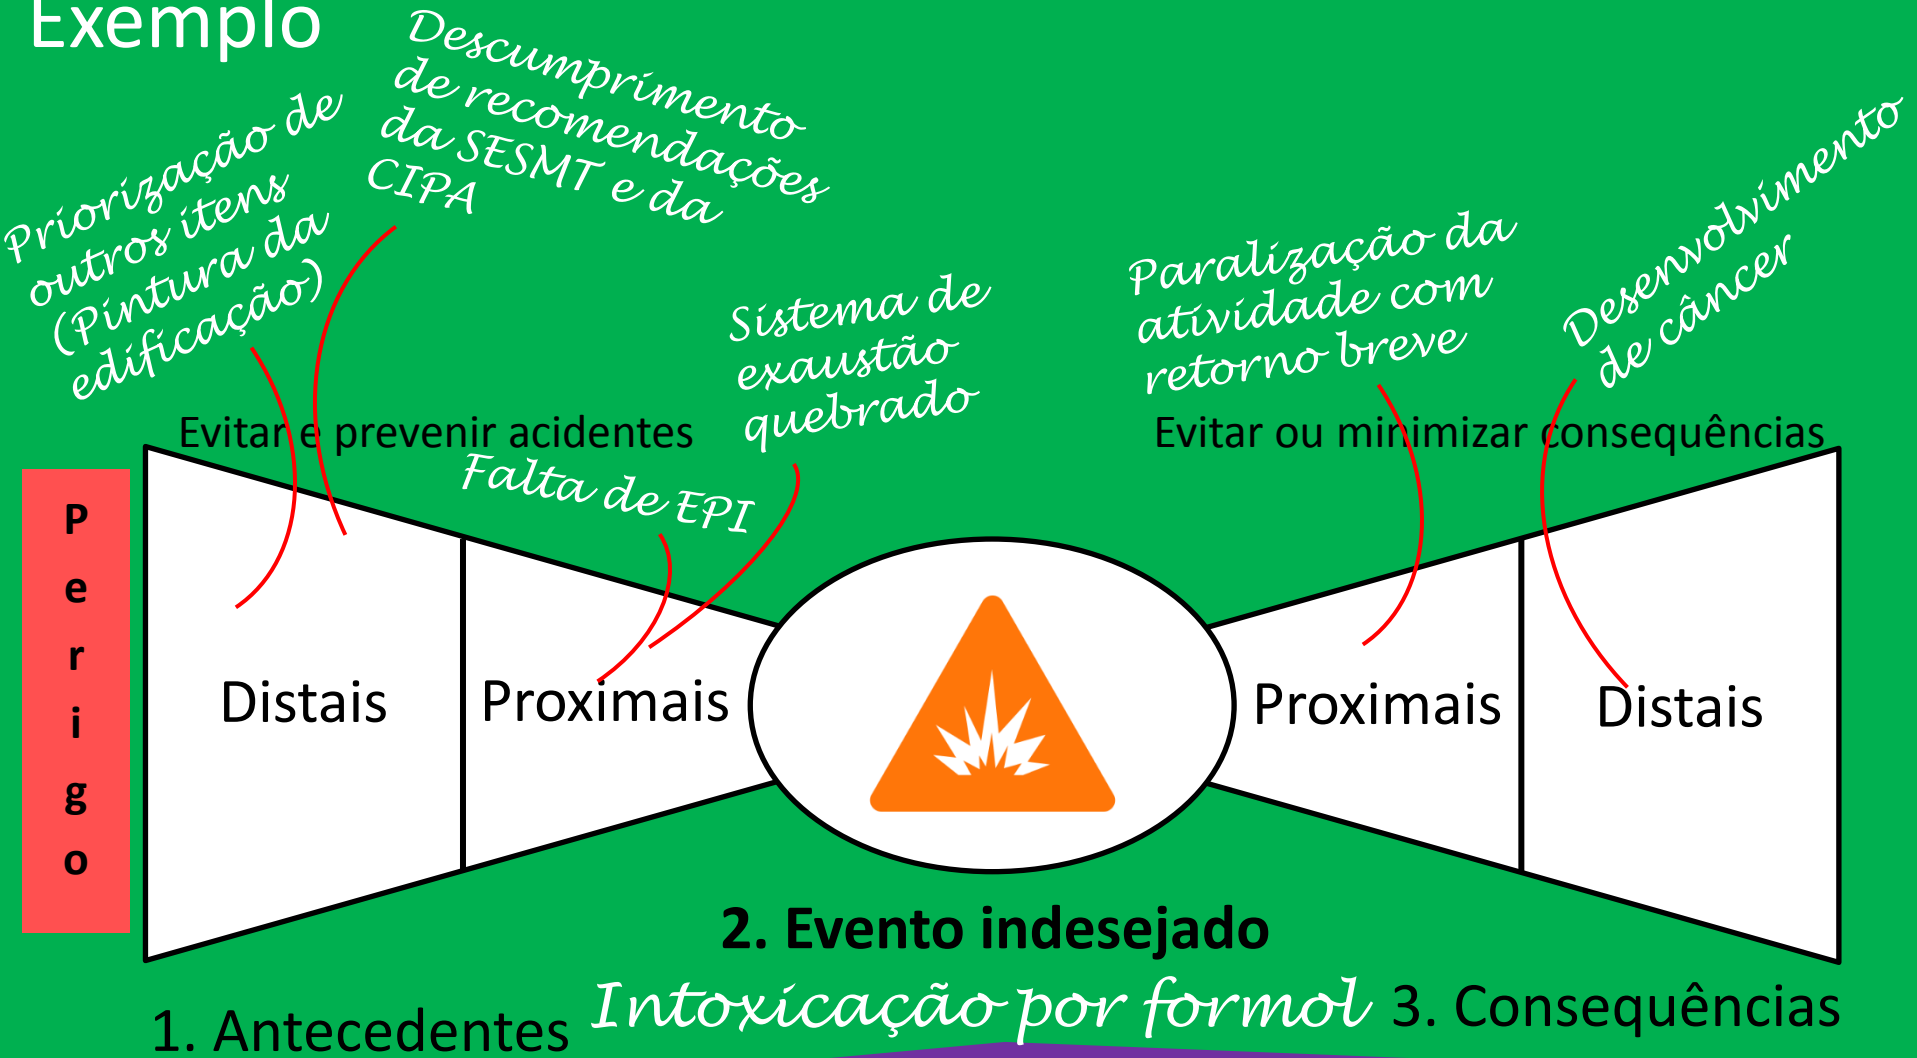 Exemplo
Priorização de
outros itens
(Pintura da
edificação)
Descumprimento
de recomendações
da SESMT e da
CIPA
Sistema de
exaustão
quebrado
Falta de EPI
Paralização da
atividade com
retorno breve
Desenvolvimento
de câncer
Evitar e prevenir acidentes
Evitar ou minimizar consequências
Perigo
Distais
Proximais
Proximais
Distais
2. Evento indesejado
Intoxicação por formol
1. Antecedentes
3. Consequências